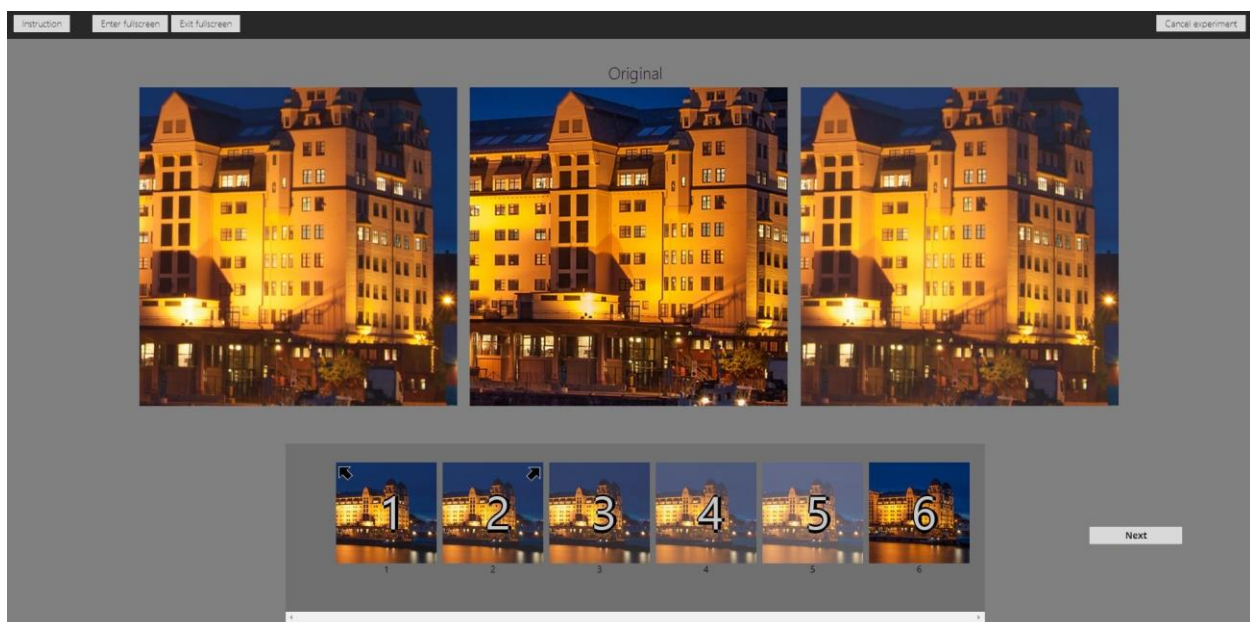 Instruction Enter fullscreen Exit fullscreen Cancel experiment
Original
1 2 3 4 5 6
1 2 3 4 5 6
Next